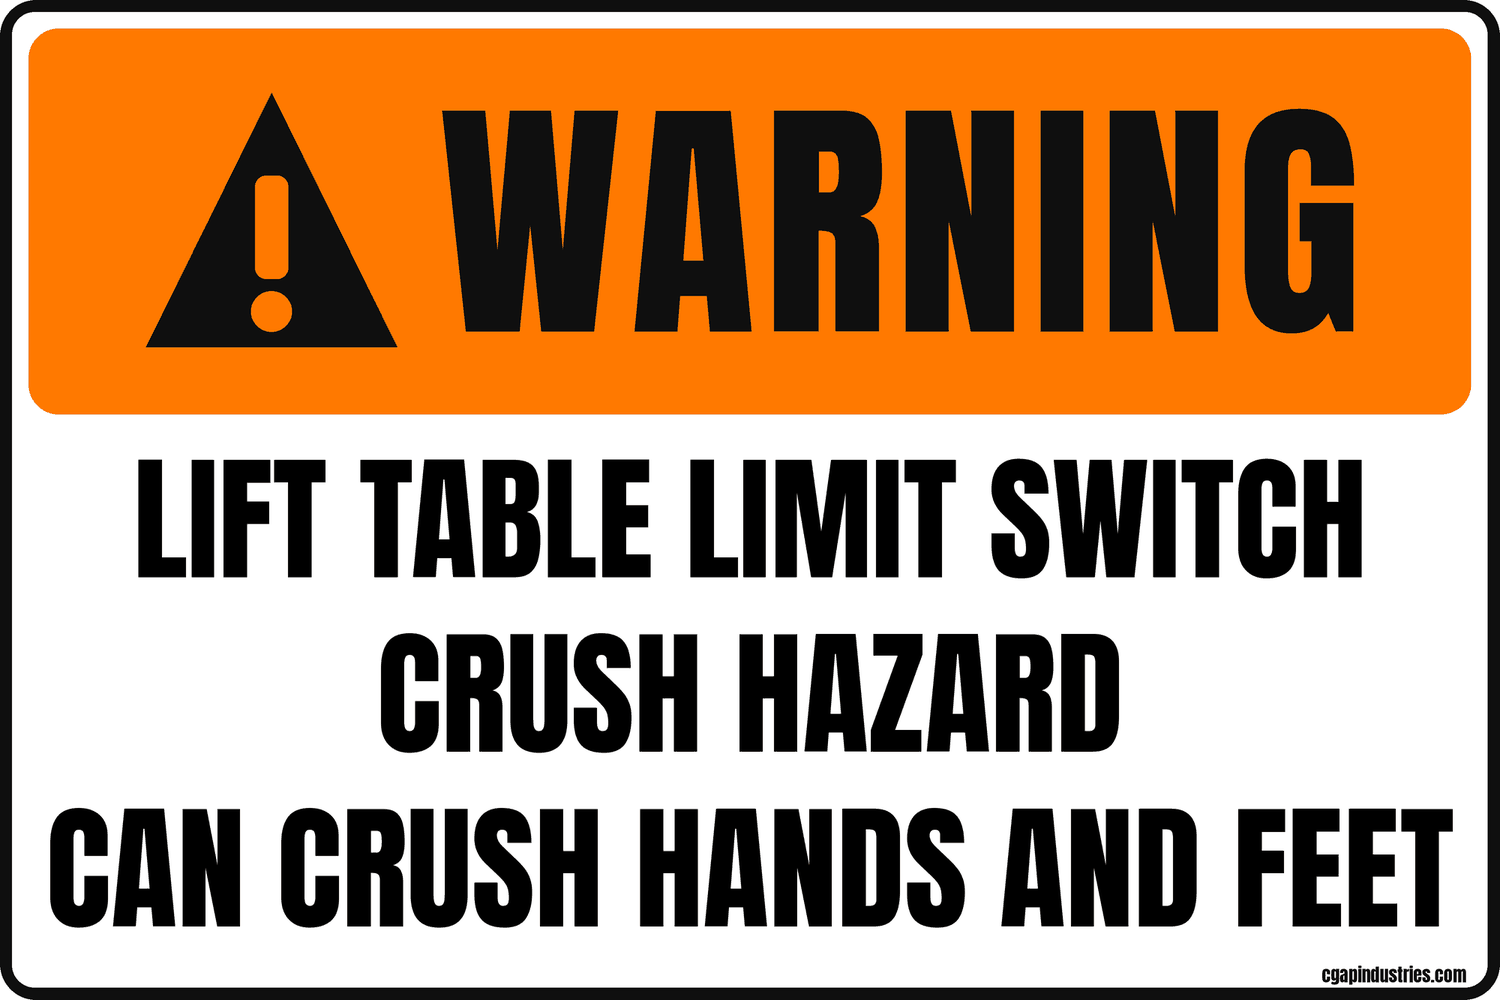 WARNING
LIFT TABLE LIMIT SWITCH
CRUSH HAZARD
CAN CRUSH HANDS AND FEET
cgapindustries.com